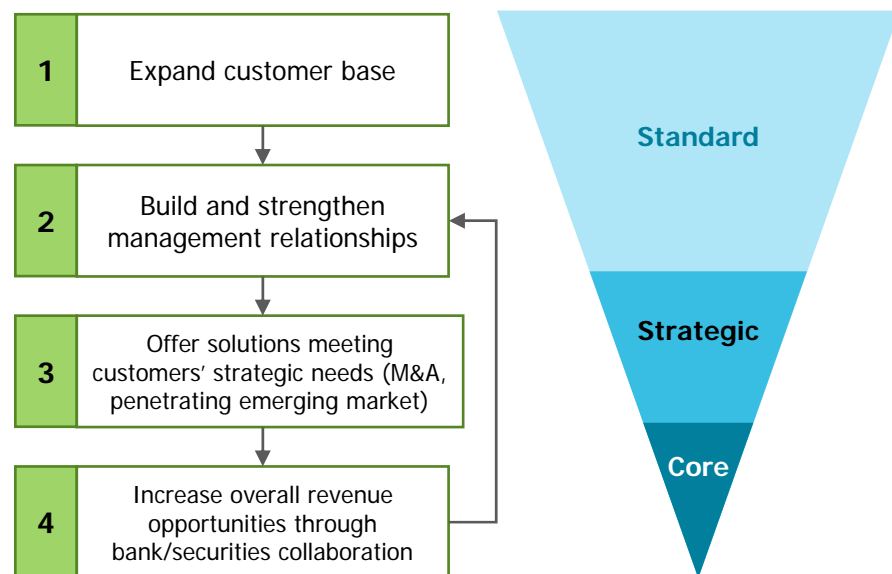 1
Expand customer base
2
Build and strengthen
management relationships
3
Offer solutions meeting
customers’ strategic needs (M&A,
penetrating emerging market)
4
Increase overall revenue
opportunities through
bank/securities collaboration
Standard
Strategic
Core